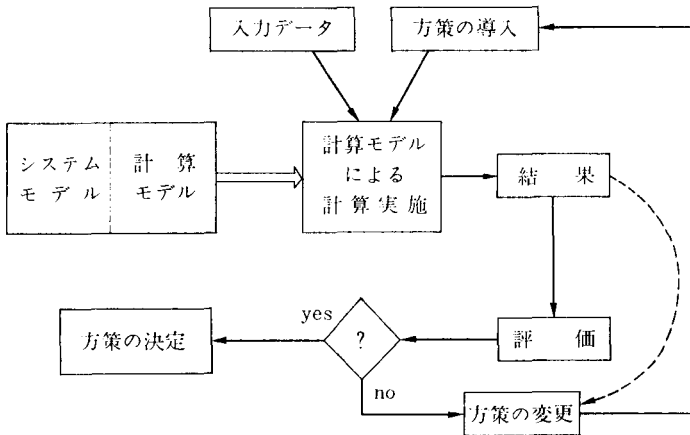 入力データ
方策の導入
システム
モデル
計算
モデル
計算モデル
による
計算実施
結果
方策の決定
yes
?
no
評価
方策の変更